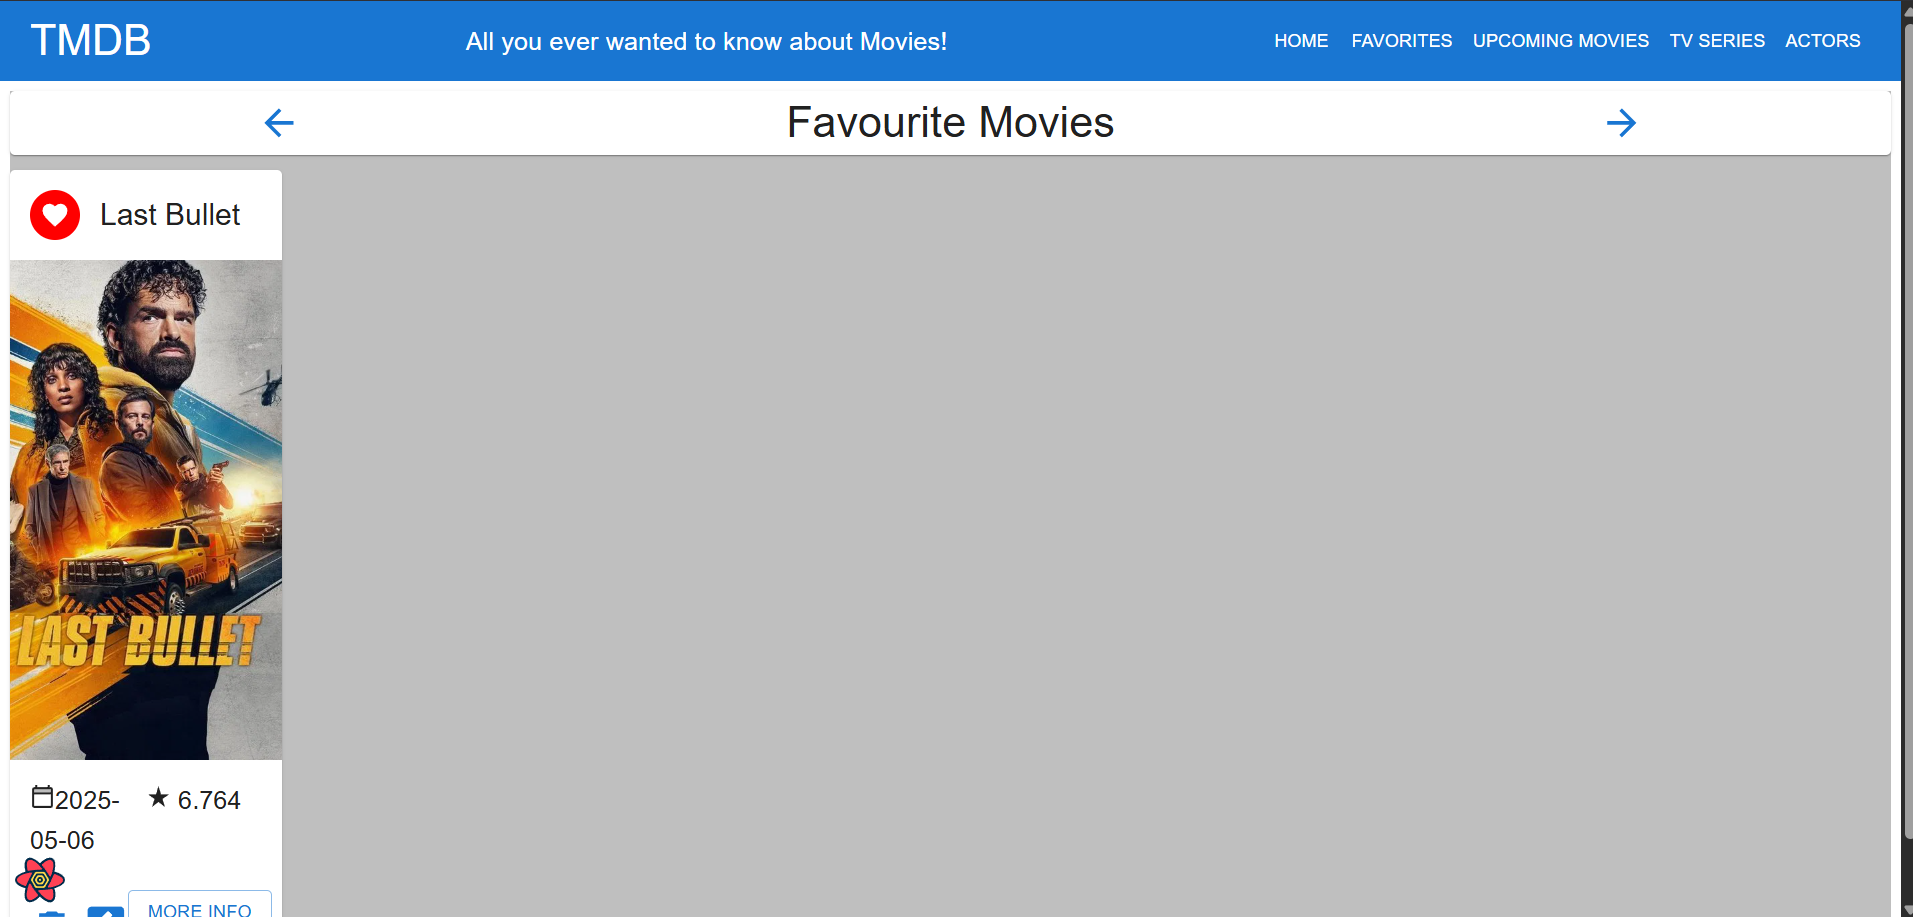 TMDB
All you ever wanted to know about Movies!
HOME FAVORITES UPCOMING MOVIES TV SERIES ACTORS
Favourite Movies
Last Bullet
LAST BULLET
2025-05-06
6.764
MORE INFO